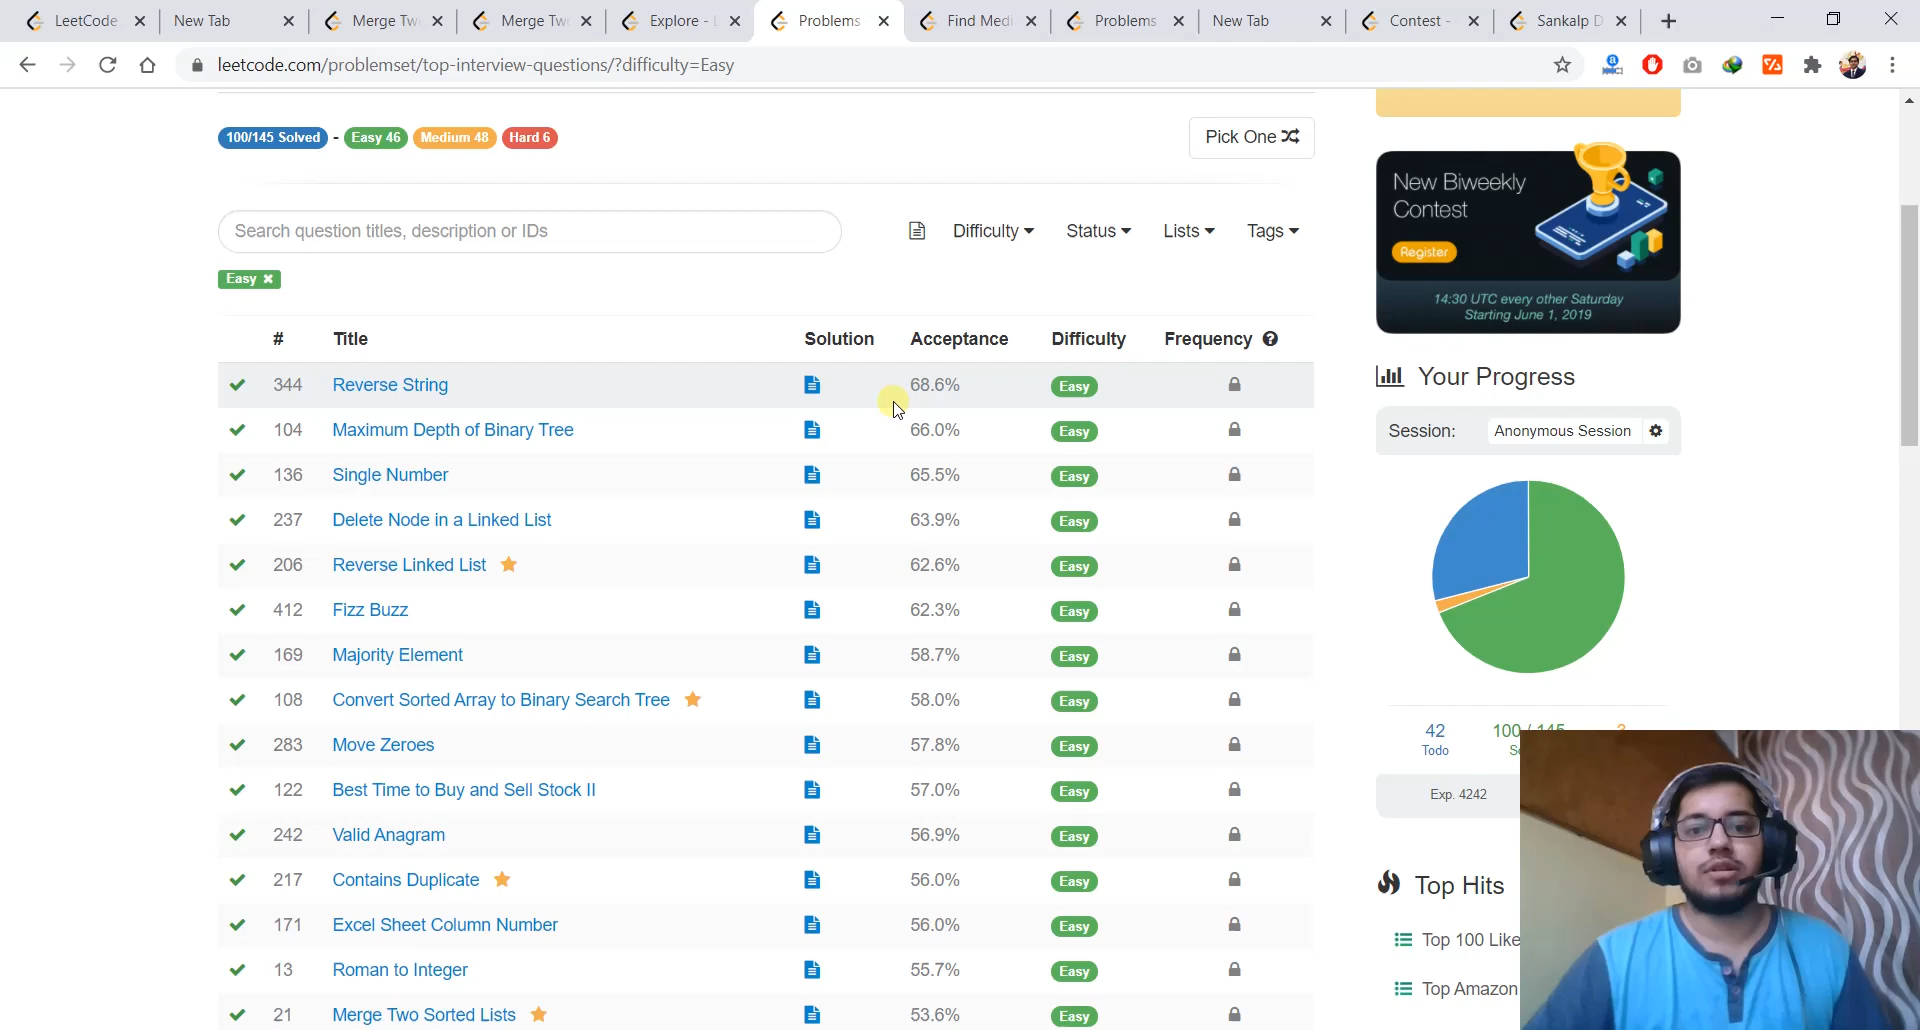 LeetCode
New Tab
Merge Tw
Merge Tw
Explore -
Problems
Find Medi
Problems
New Tab
Contest -
Sankalp D
leetcode.com/problemset/top-interview-questions/?difficulty=Easy
100/145 Solved - Easy 46 Medium 48 Hard 6
Pick One
Search question titles, description or IDs
Difficulty Status Lists Tags
Easy
# Title Solution Acceptance Difficulty Frequency
344 Reverse String 68.6% Easy
104 Maximum Depth of Binary Tree 66.0% Easy
136 Single Number 65.5% Easy
237 Delete Node in a Linked List 63.9% Easy
206 Reverse Linked List 62.6% Easy
412 Fizz Buzz 62.3% Easy
169 Majority Element 58.7% Easy
108 Convert Sorted Array to Binary Search Tree 58.0% Easy
283 Move Zeroes 57.8% Easy
122 Best Time to Buy and Sell Stock II 57.0% Easy
242 Valid Anagram 56.9% Easy
217 Contains Duplicate 56.0% Easy
171 Excel Sheet Column Number 56.0% Easy
13 Roman to Integer 55.7% Easy
21 Merge Two Sorted Lists 53.6% Easy
New Biweekly
Contest
Register
14:30 UTC every other Saturday
Starting June 1, 2019
Your Progress
Session: Anonymous Session
42 100 / 145
Todo
Exp. 4242
Top Hits
Top 100 Like
Top Amazon